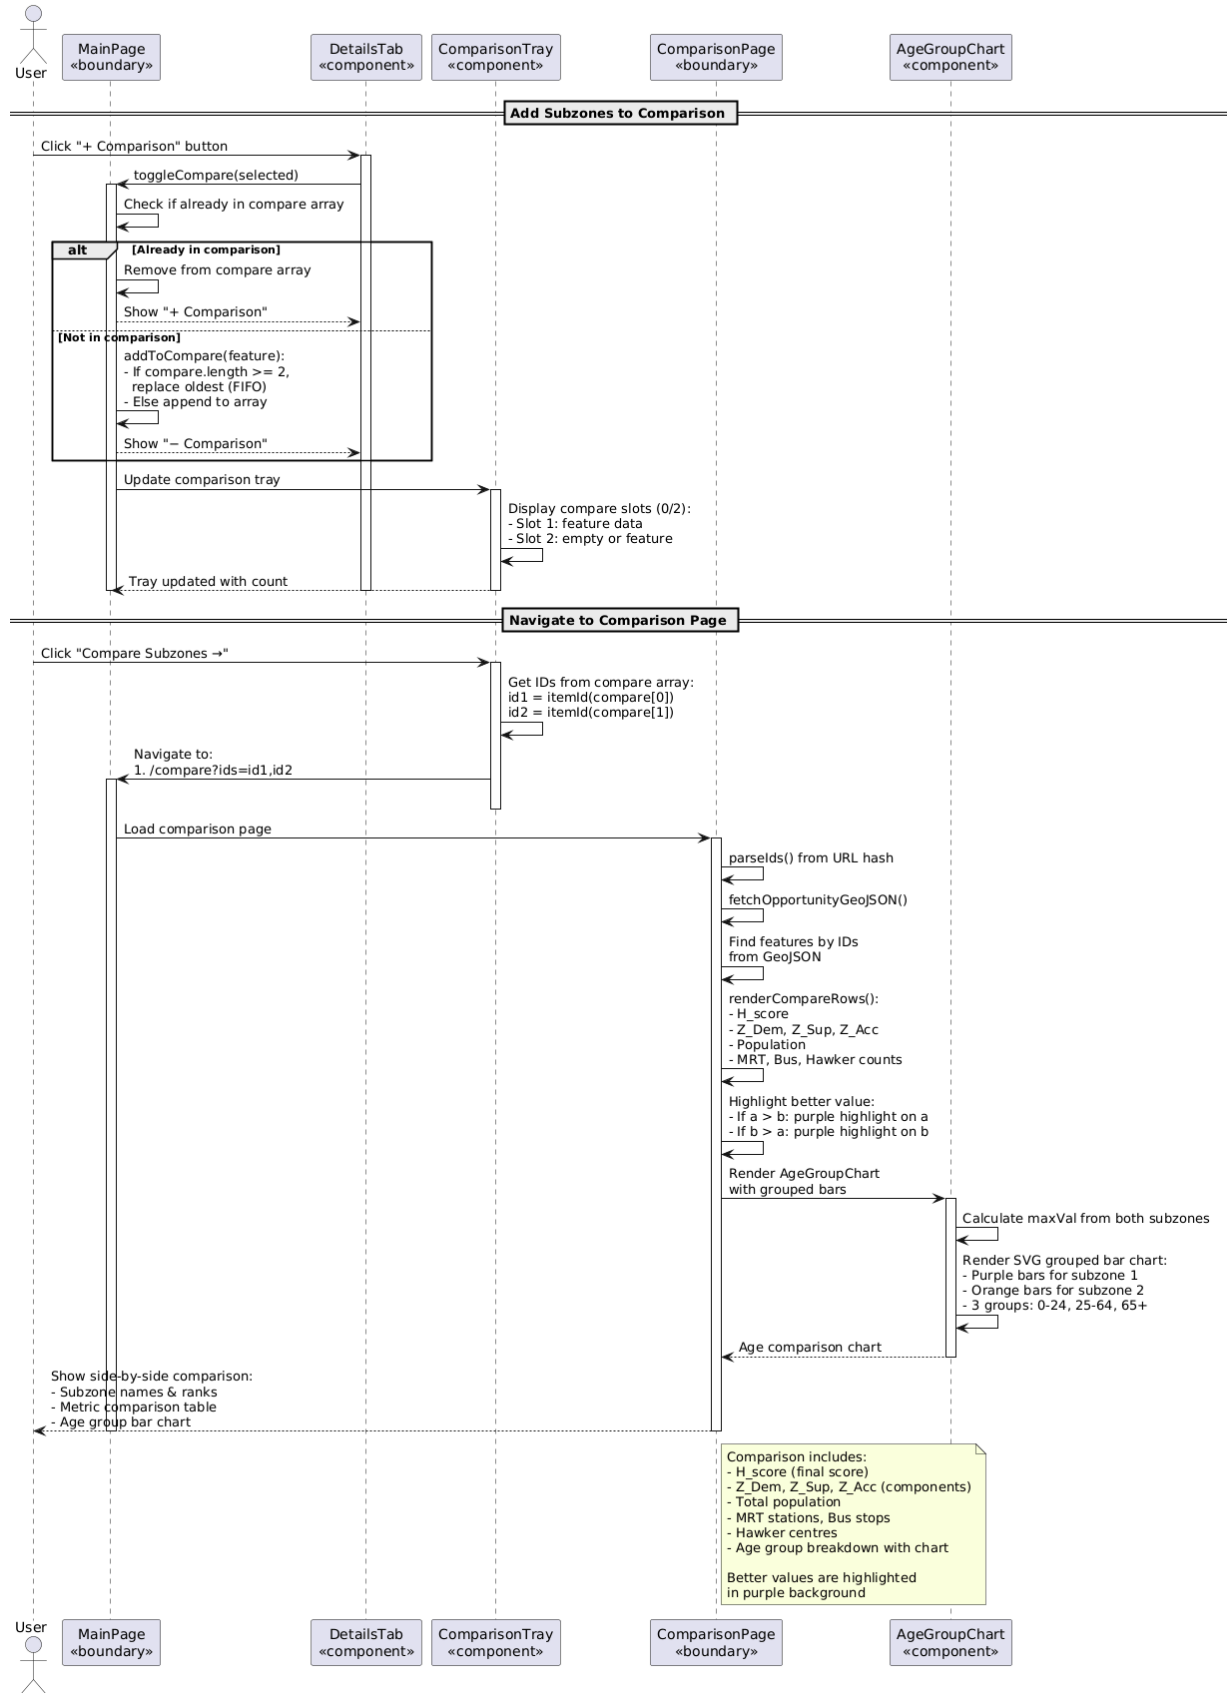 User
MainPage
«boundary»
DetailsTab
«component»
ComparisonTray
«component»
ComparisonPage
«boundary»
AgeGroupChart
«component»
Add Subzones to Comparison
Click "+ Comparison" button
toggleCompare(selected)
Check if already in compare array
alt [Already in comparison]
Remove from compare array
Show "+ Comparison"
[Not in comparison]
addToCompare(feature):
- If compare.length >= 2,
replace oldest (FIFO)
- Else append to array
Show "− Comparison"
Update comparison tray
Display compare slots (0/2):
- Slot 1: feature data
- Slot 2: empty or feature
Tray updated with count
Navigate to Comparison Page
Click "Compare Subzones →"
Get IDs from compare array:
id1 = itemId(compare[0])
id2 = itemId(compare[1])
Navigate to:
1. /compare?ids=id1,id2
Load comparison page
parseIds() from URL hash
fetchOpportunityGeoJSON()
Find features by IDs
from GeoJSON
renderCompareRows():
- H_score
- Z_Dem, Z_Sup, Z_Acc
- Population
- MRT, Bus, Hawker counts
Highlight better value:
- If a > b: purple highlight on a
- If b > a: purple highlight on b
Render AgeGroupChart
with grouped bars
Calculate maxVal from both subzones
Render SVG grouped bar chart:
- Purple bars for subzone 1
- Orange bars for subzone 2
- 3 groups: 0-24, 25-64, 65+
Age comparison chart
Show side-by-side comparison:
- Subzone names & ranks
- Metric comparison table
- Age group bar chart
Comparison includes:
- H_score (final score)
- Z_Dem, Z_Sup, Z_Acc (components)
- Total population
- MRT stations, Bus stops
- Hawker centres
- Age group breakdown with chart
Better values are highlighted
in purple background
User
MainPage
«boundary»
DetailsTab
«component»
ComparisonTray
«component»
ComparisonPage
«boundary»
AgeGroupChart
«component»